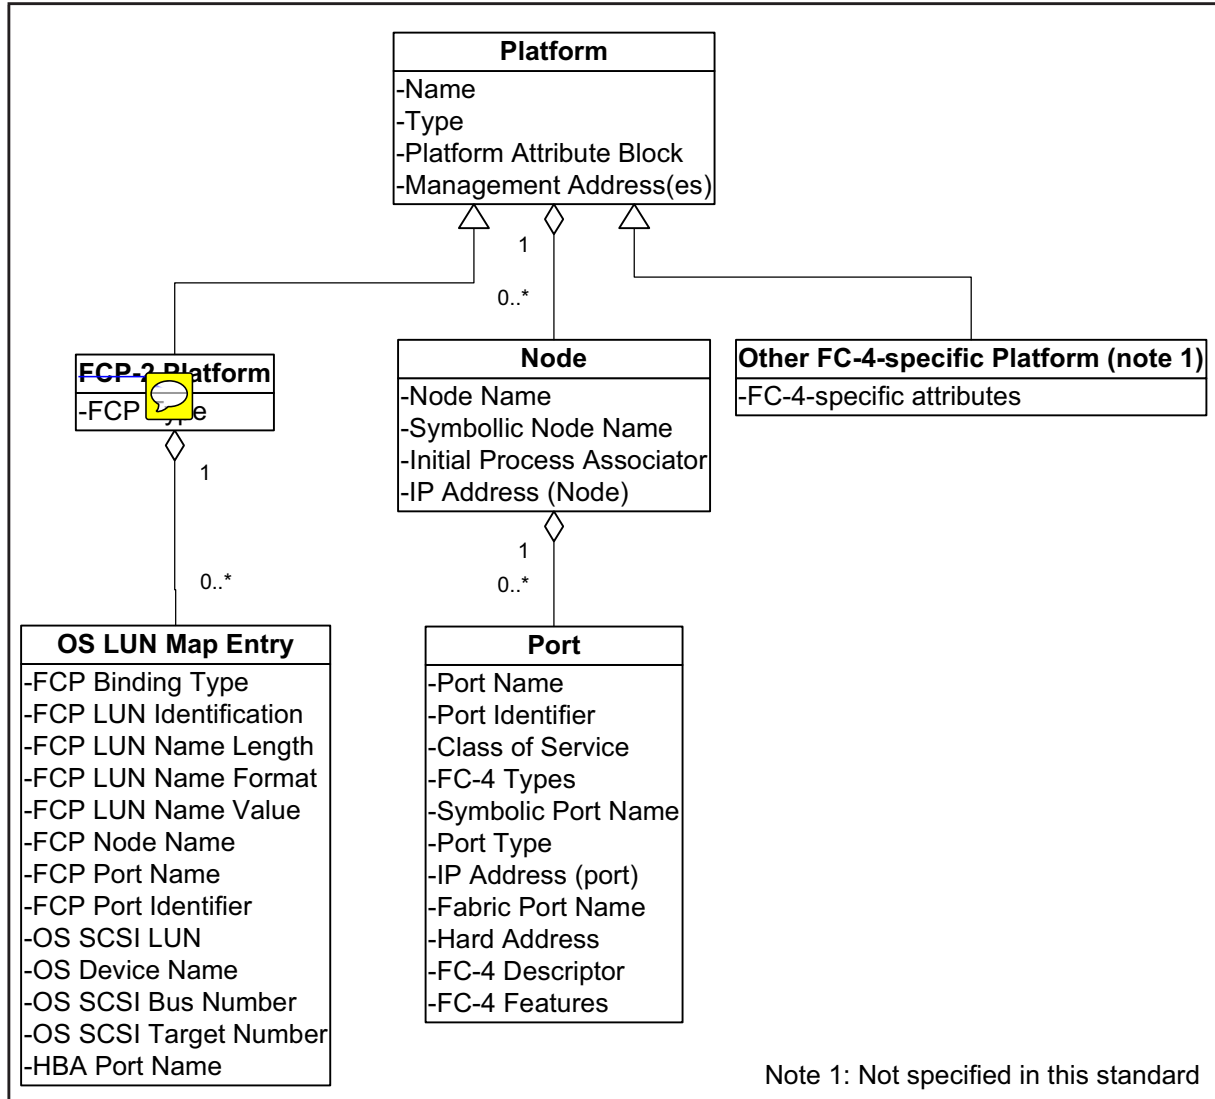 Platform
-Name
-Type
-Platform Attribute Block
-Management Address(es)
1
0..*
FCP-2 Platform
-FCP
Node
-Node Name
-Symbollic Node Name
-Initial Process Associator
-IP Address (Node)
Other FC-4-specific Platform (note 1)
-FC-4-specific attributes
1
0..*
1
0..*
OS LUN Map Entry
-FCP Binding Type
-FCP LUN Identification
-FCP LUN Name Length
-FCP LUN Name Format
-FCP LUN Name Value
-FCP Node Name
-FCP Port Name
-FCP Port Identifier
-OS SCSI LUN
-OS Device Name
-OS SCSI Bus Number
-OS SCSI Target Number
-HBA Port Name
Port
-Port Name
-Port Identifier
-Class of Service
-FC-4 Types
-Symbolic Port Name
-Port Type
-IP Address (port)
-Fabric Port Name
-Hard Address
-FC-4 Descriptor
-FC-4 Features
Note 1: Not specified in this standard